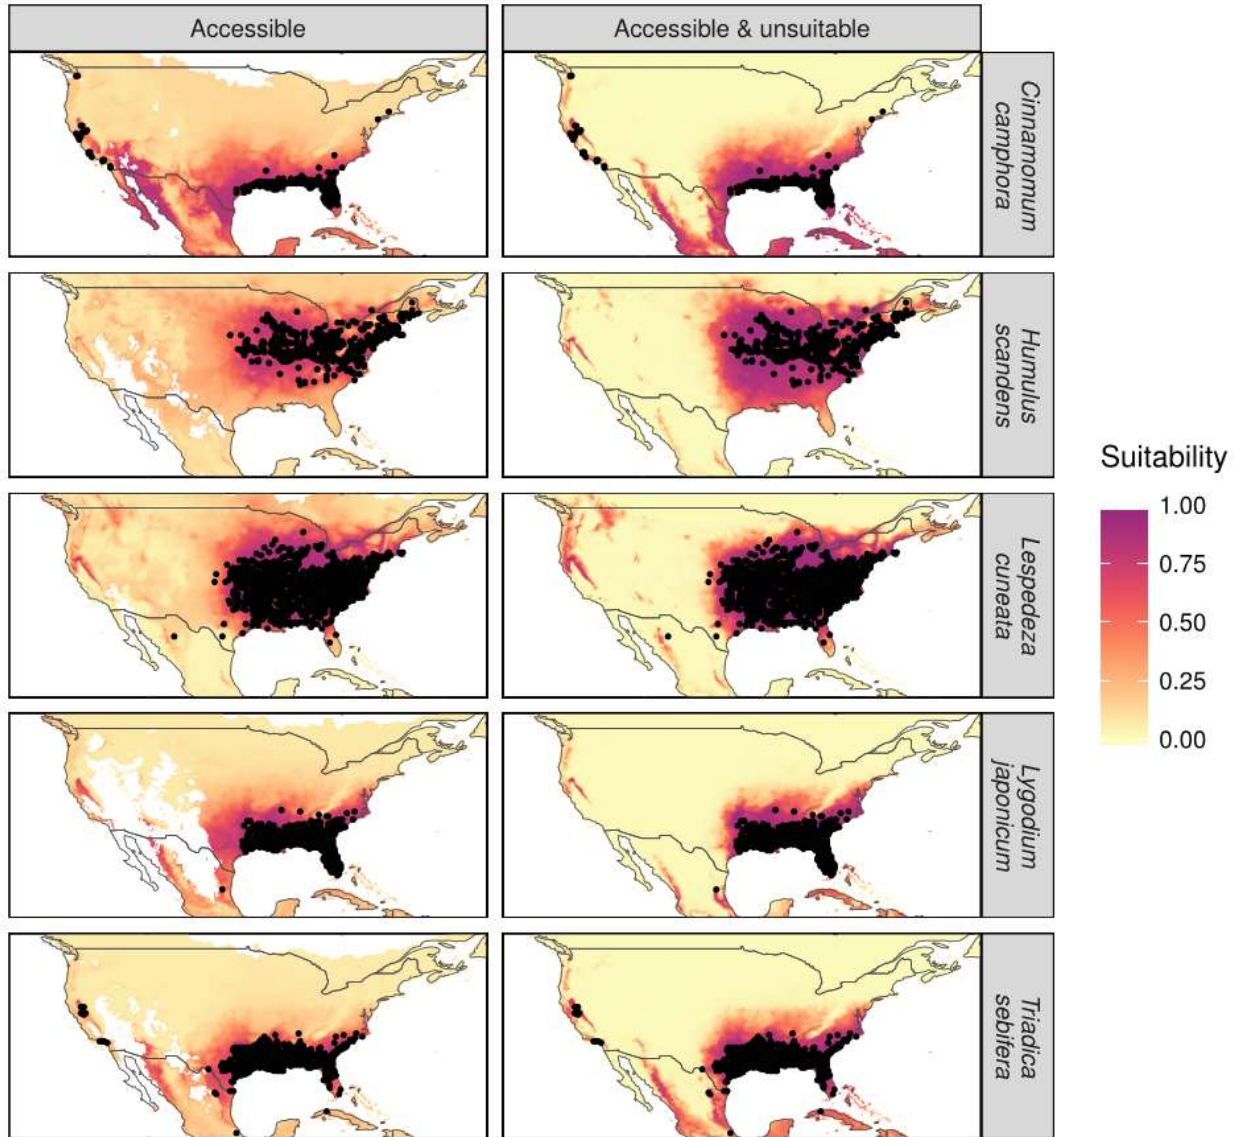 Accessible
Accessible & unsuitable
Cinnamomum
camphora
Humulus
scandens
Lespedeza
cuneata
Lygodium
japonicum
Triadica
sebifera
Suitability
1.00
0.75
0.50
0.25
0.00